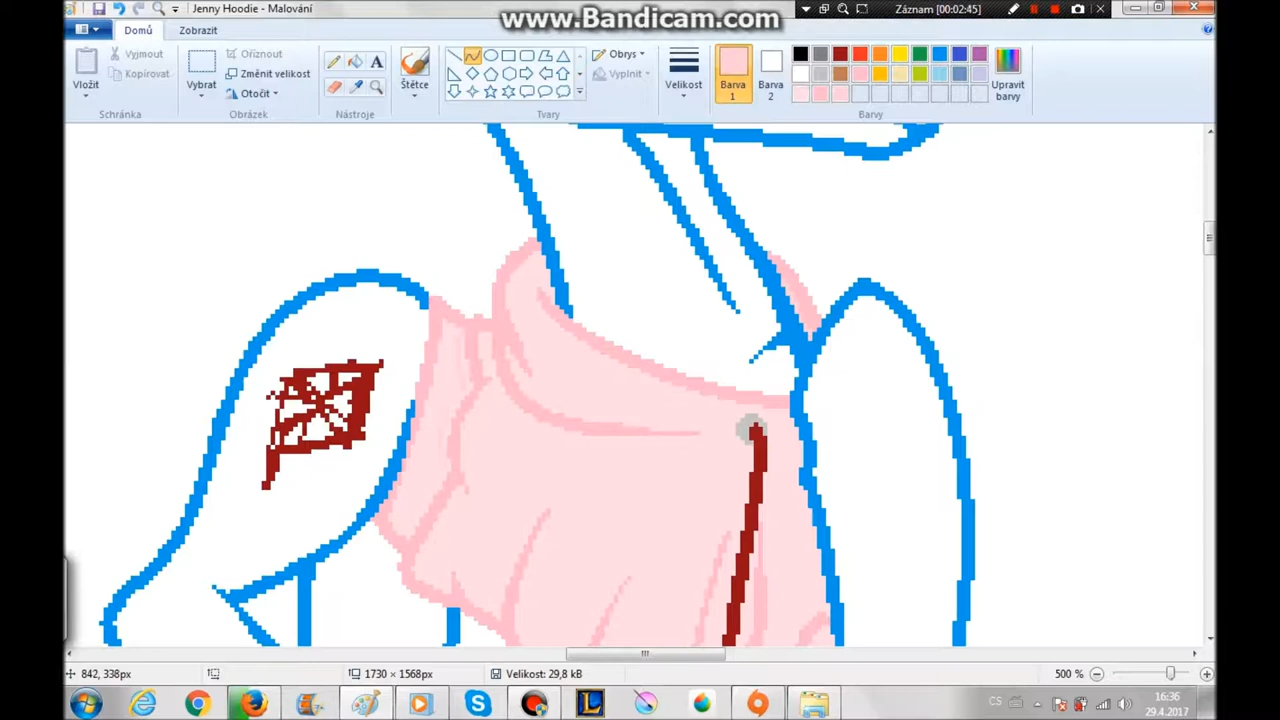 Jenny Hoodie - Malování
www.Bandicam.com
Záznam [00:02:45]
Domů
Zobrazit
Vložit
Vyjmout
Kopírovat
Schránka
Vybrat
Oříznout
Změnit velikost
Otočit
Obrázek
A
Nástroje
Štětce
Obrys
Vyplnit
Tvary
Velikost
Barva
1
Barva
2
Upravit
barvy
Barvy
842, 338px
1730 × 1568px
Velikost: 29,8 kB
500 %
CS
16:36
29.4.2017